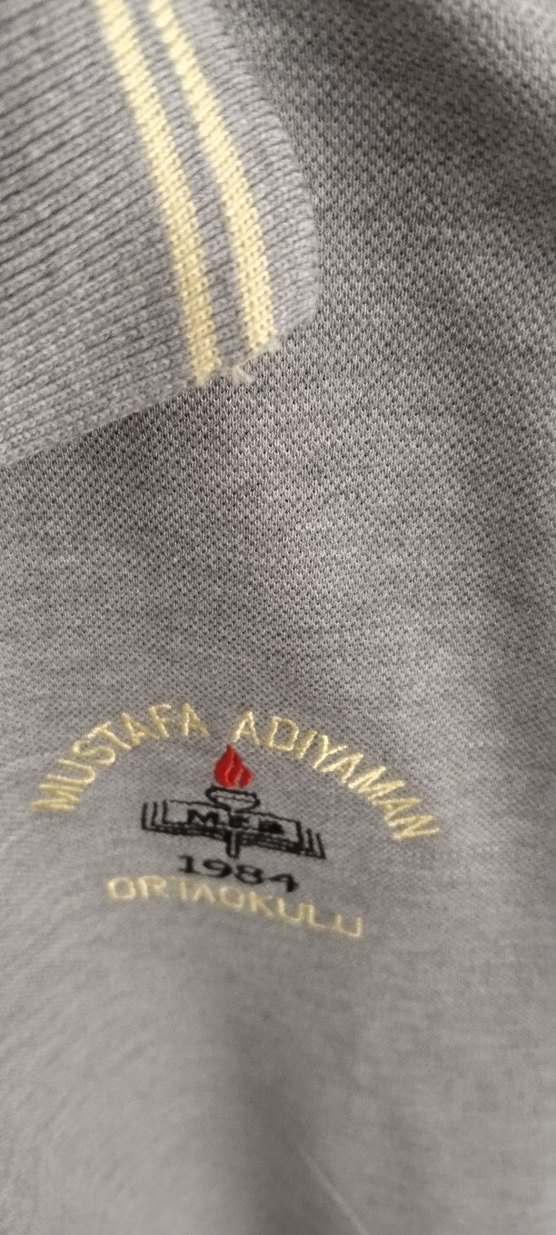 MUSTAFA ADIYAMAN
MEB
1984
ORTAOKULU